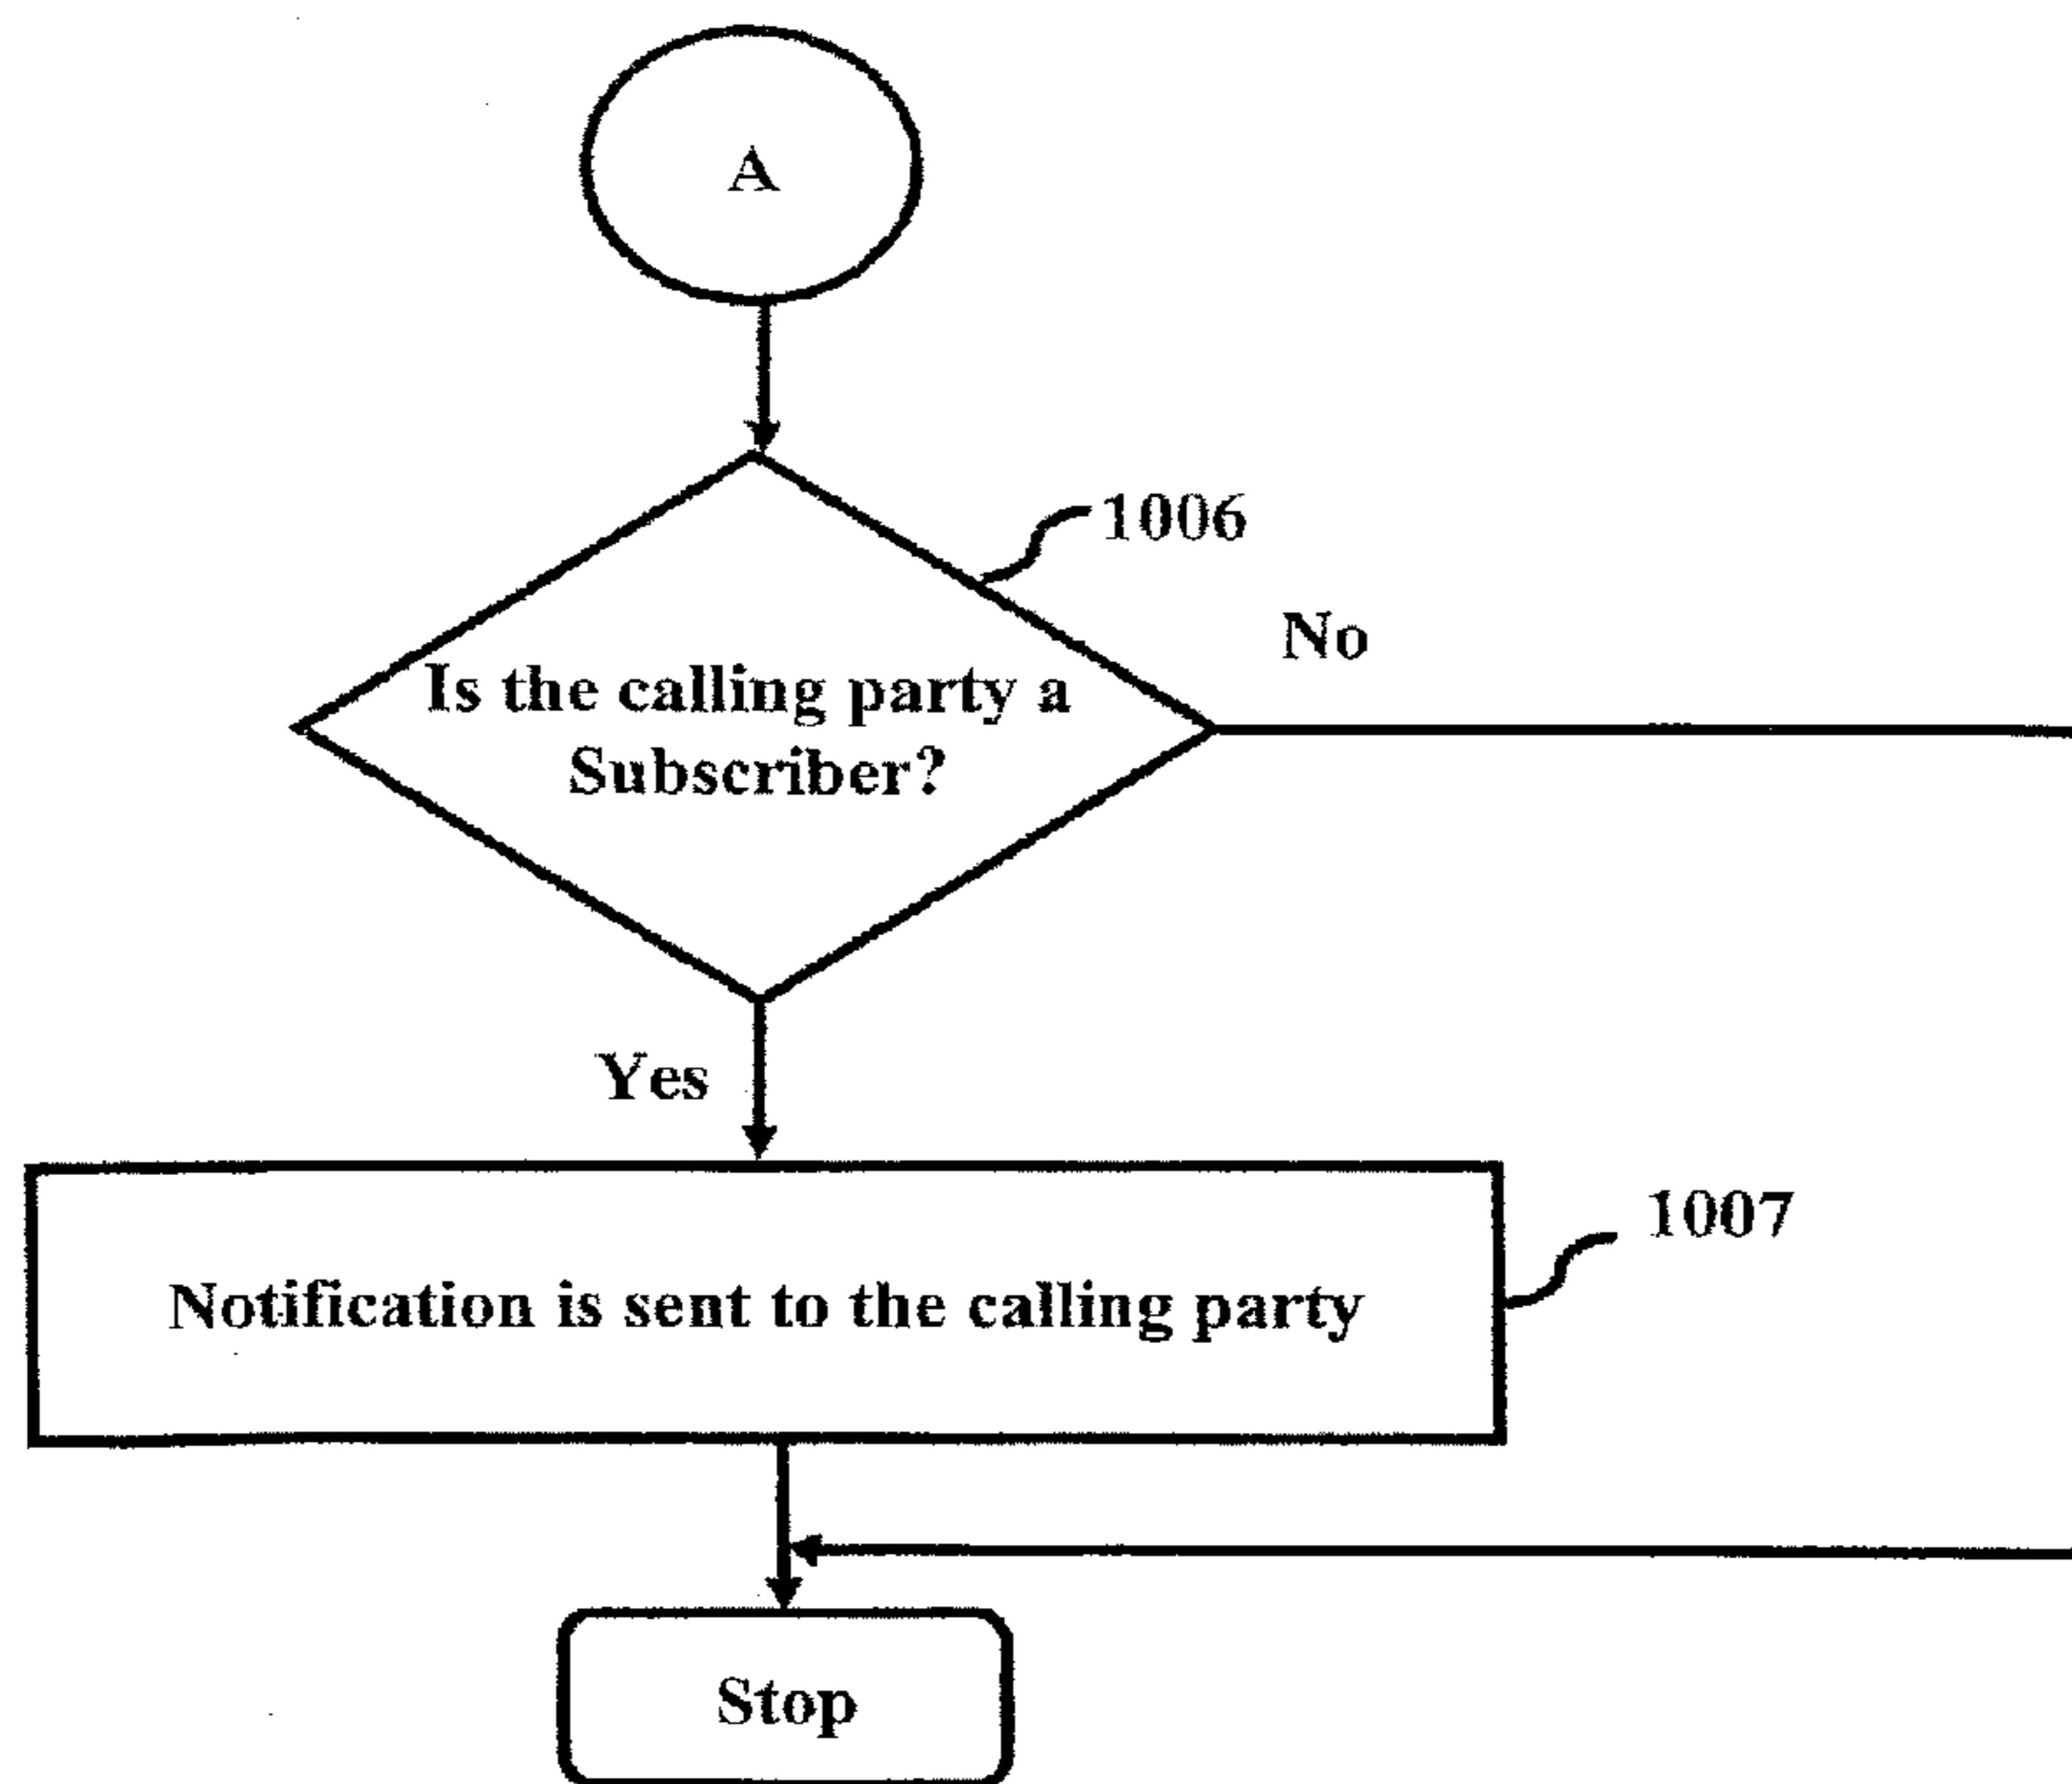 A
1006
No
Is the calling party a
Subscriber?
Yes
1007
Notification is sent to the calling party
Stop